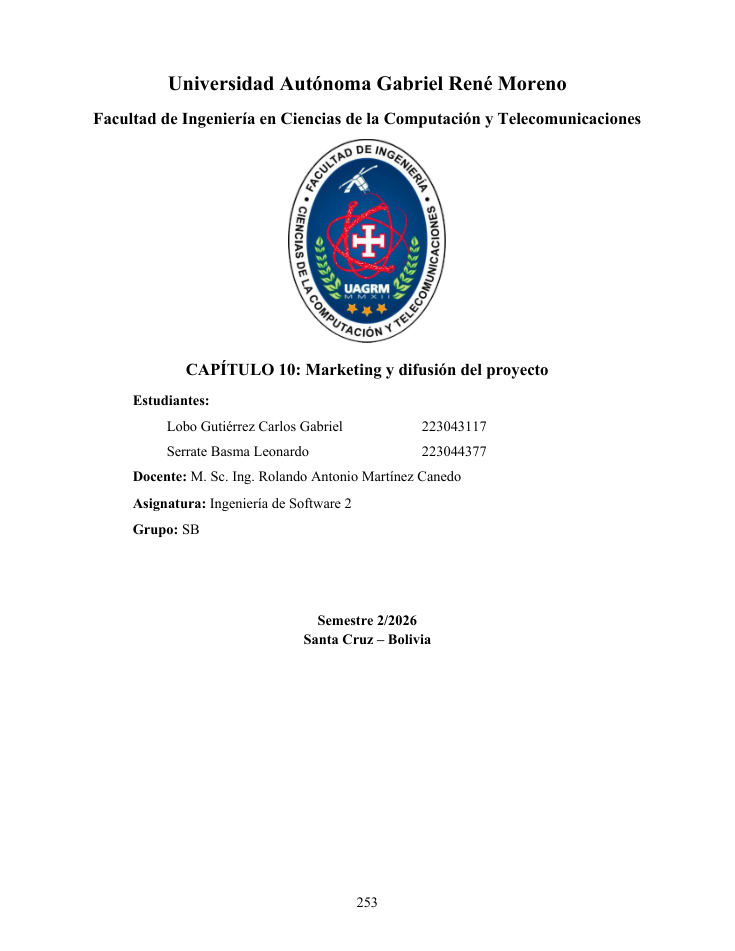 Universidad Autónoma Gabriel René Moreno
Facultad de Ingeniería en Ciencias de la Computación y Telecomunicaciones
• FACULTAD DE INGENIERÍA •
CIENCIAS DE LA COMPUTACIÓN Y TELECOMUNICACIONES
UAGRM
MMXII
CAPÍTULO 10: Marketing y difusión del proyecto
Estudiantes:
Lobo Gutiérrez Carlos Gabriel 223043117
Serrate Basma Leonardo 223044377
Docente: M. Sc. Ing. Rolando Antonio Martínez Canedo
Asignatura: Ingeniería de Software 2
Grupo: SB
Semestre 2/2026
Santa Cruz – Bolivia
253